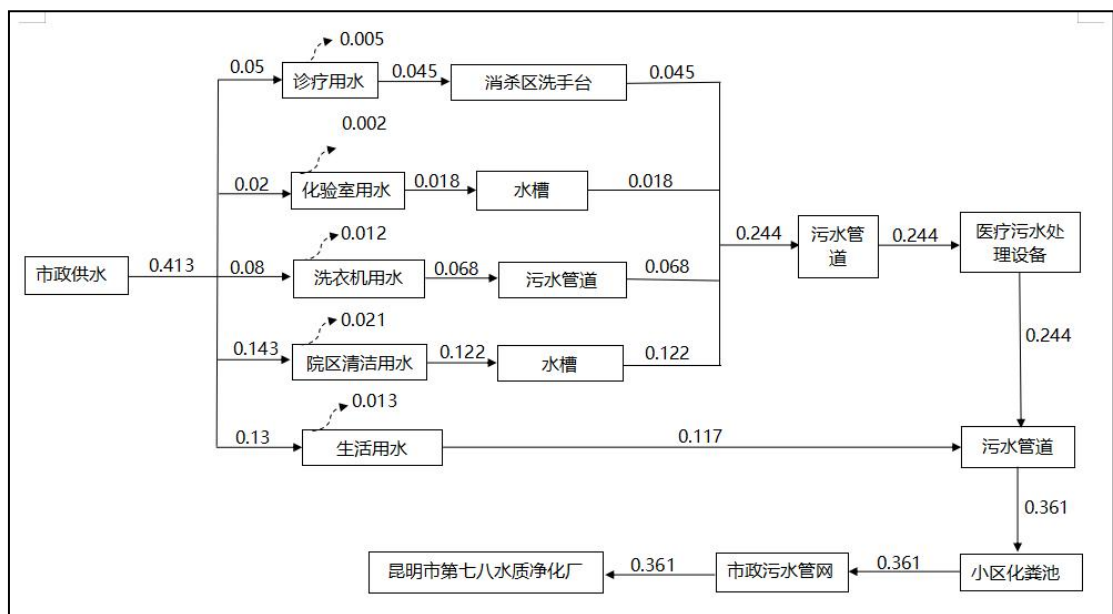 0.005
0.05
诊疗用水
0.045
消杀区洗手台
0.045
0.002
0.02
化验室用水
0.018
水槽
0.018
0.012
市政供水
0.413
0.08
洗衣机用水
0.068
污水管道
0.068
0.244
污水管
道
0.244
医疗污水处
理设备
0.021
0.143
院区清洁用水
0.122
水槽
0.122
0.244
0.013
0.13
生活用水
0.117
污水管道
0.361
昆明市第七八水质净化厂
0.361
市政污水管网
0.361
小区化粪池